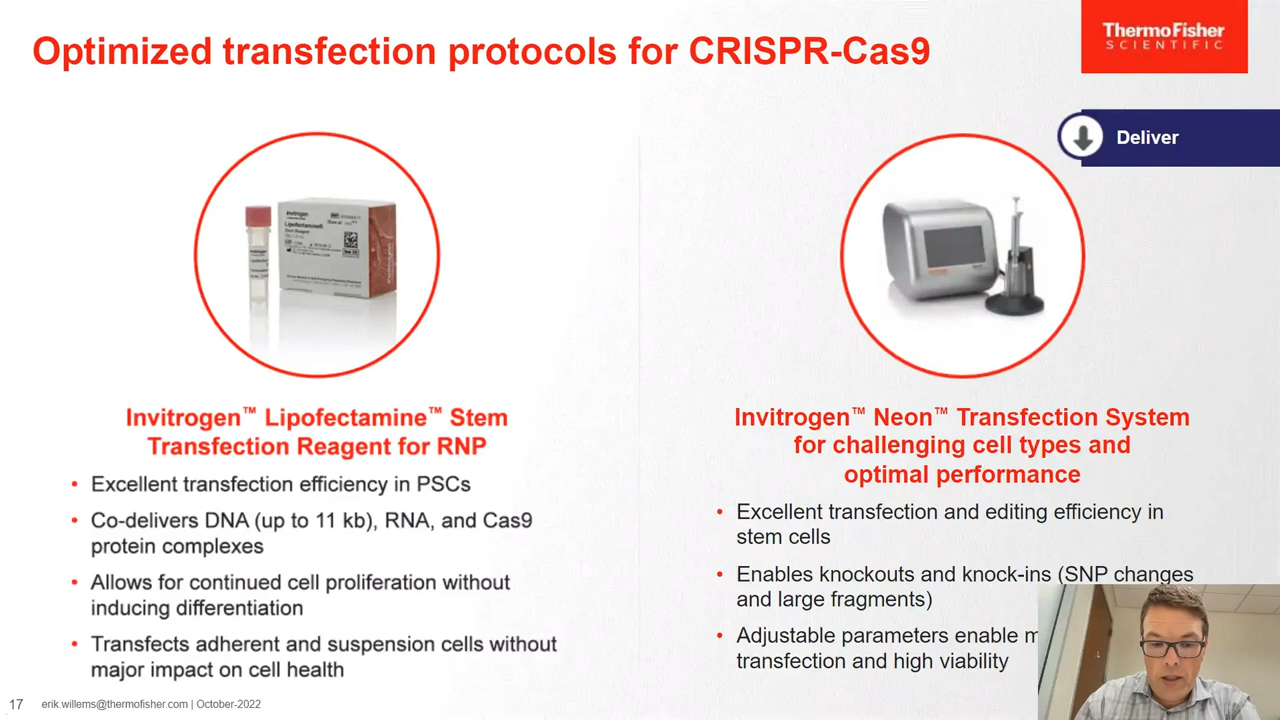 Optimized transfection protocols for CRISPR-Cas9
ThermoFisher
SCIENTIFIC
Deliver
invitrogen
Lipofectamine®
Invitrogen™ Lipofectamine™ Stem
Transfection Reagent for RNP
• Excellent transfection efficiency in PSCs
• Co-delivers DNA (up to 11 kb), RNA, and Cas9
protein complexes
• Allows for continued cell proliferation without
inducing differentiation
• Transfects adherent and suspension cells without
major impact on cell health
Invitrogen™ Neon™ Transfection System
for challenging cell types and
optimal performance
• Excellent transfection and editing efficiency in
stem cells
• Enables knockouts and knock-ins (SNP changes
and large fragments)
• Adjustable parameters enable
transfection and high viability
17 erik.willems@thermofisher.com | October-2022